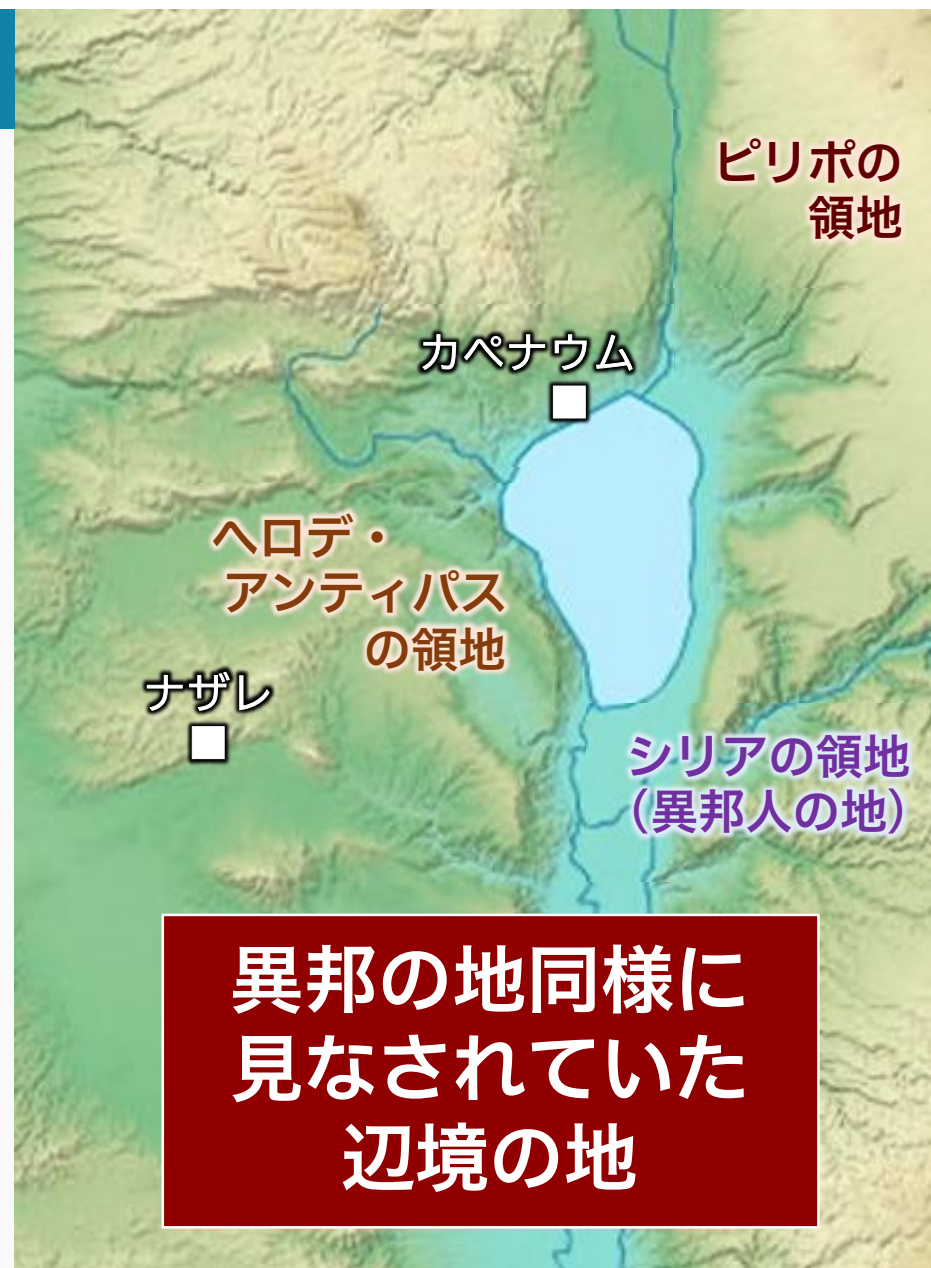 ピリポの
領地
カペナウム
ヘロデ・
アンティパス
の領地
ナザレ
シリアの領地
（異邦人の地）
異邦の地同様に
見なされていた
辺境の地